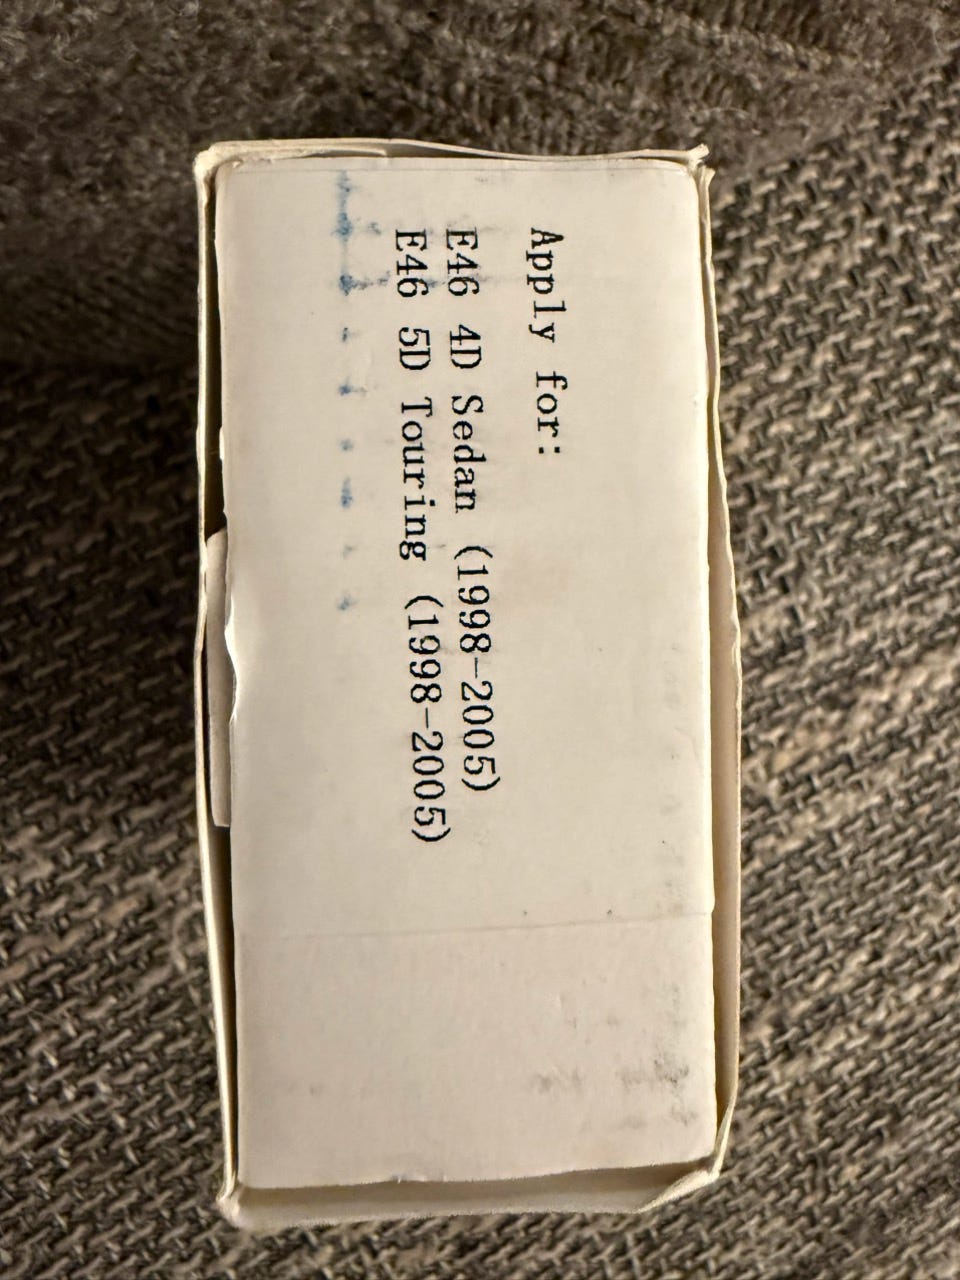 Apply for:
E46 4D Sedan (1998-2005)
E46 5D Touring (1998-2005)